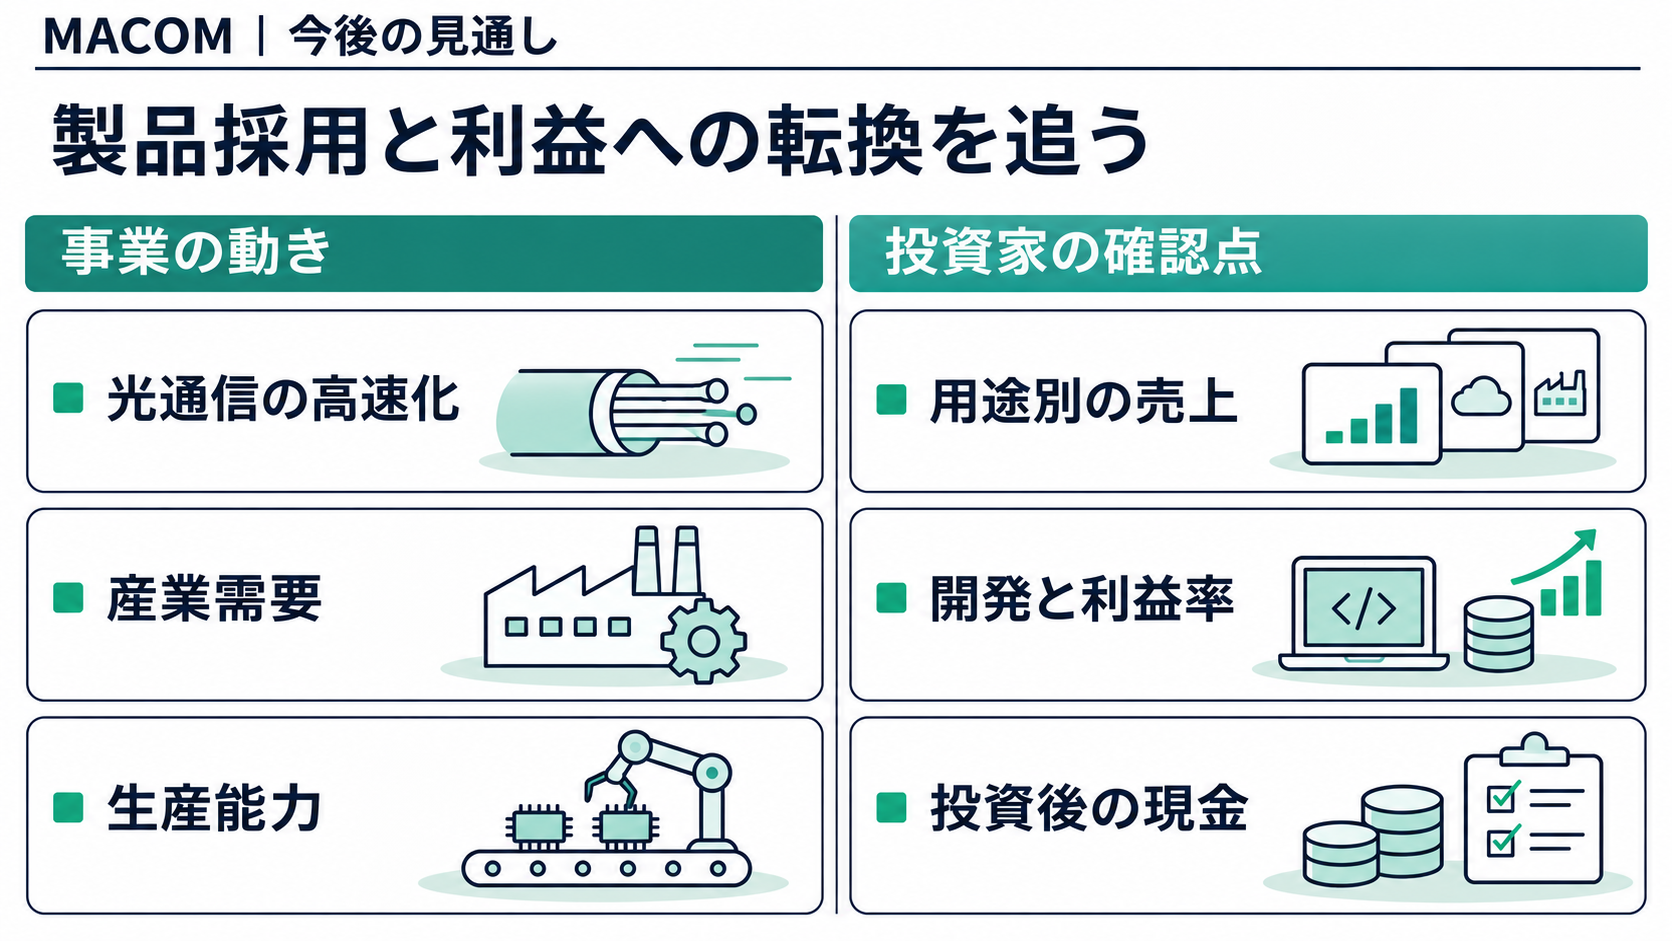 MACOM | 今後の見通し
製品採用と利益への転換を追う
事業の動き
光通信の高速化
産業需要
生産能力
投資家の確認点
用途別の売上
開発と利益率
</>
投資後の現金